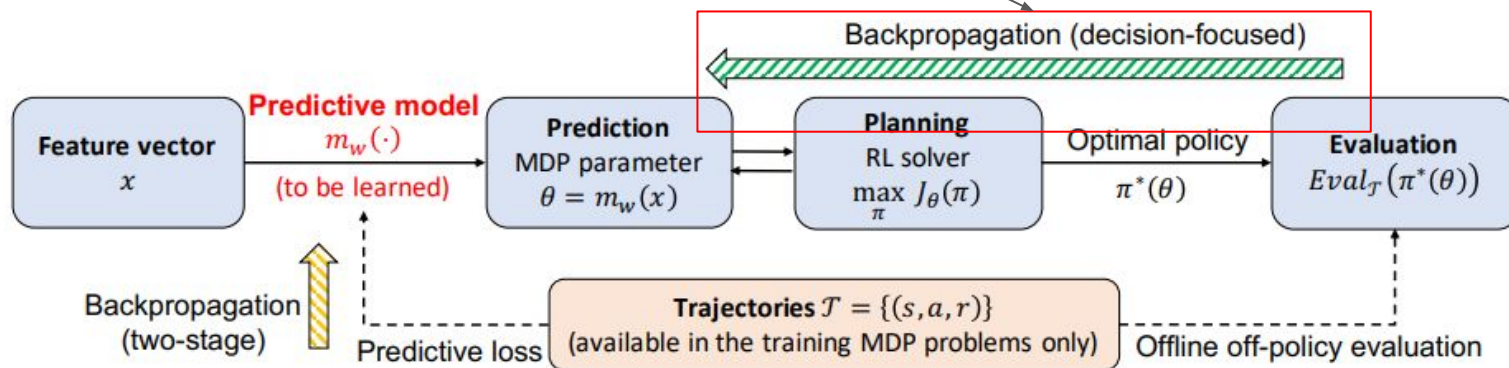 Backpropagation (decision-focused)
Feature vector
x
Predictive model
m_w(·)
(to be learned)
Prediction
MDP parameter
θ = m_w(x)
Planning
RL solver
max_π J_θ(π)
Optimal policy
π*(θ)
Evaluation
Eval_𝒯(π*(θ))
Backpropagation
(two-stage)
Predictive loss
Trajectories 𝒯 = {(s, a, r)}
(available in the training MDP problems only)
Offline off-policy evaluation